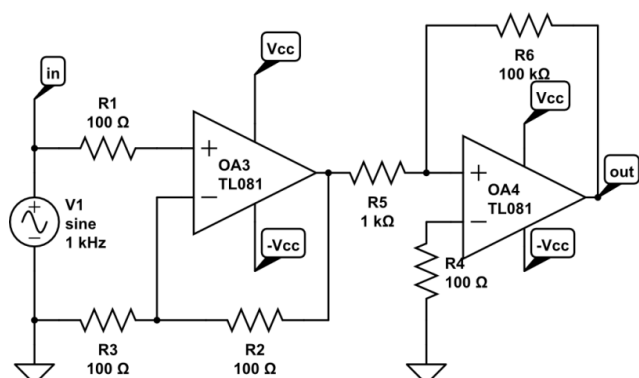 in
R1
100 Ω
V1
sine
1 kHz
R3
100 Ω
R2
100 Ω
Vcc
+
−
OA3
TL081
-Vcc
R5
1 kΩ
R6
100 kΩ
Vcc
+
−
OA4
TL081
-Vcc
R4
100 Ω
out